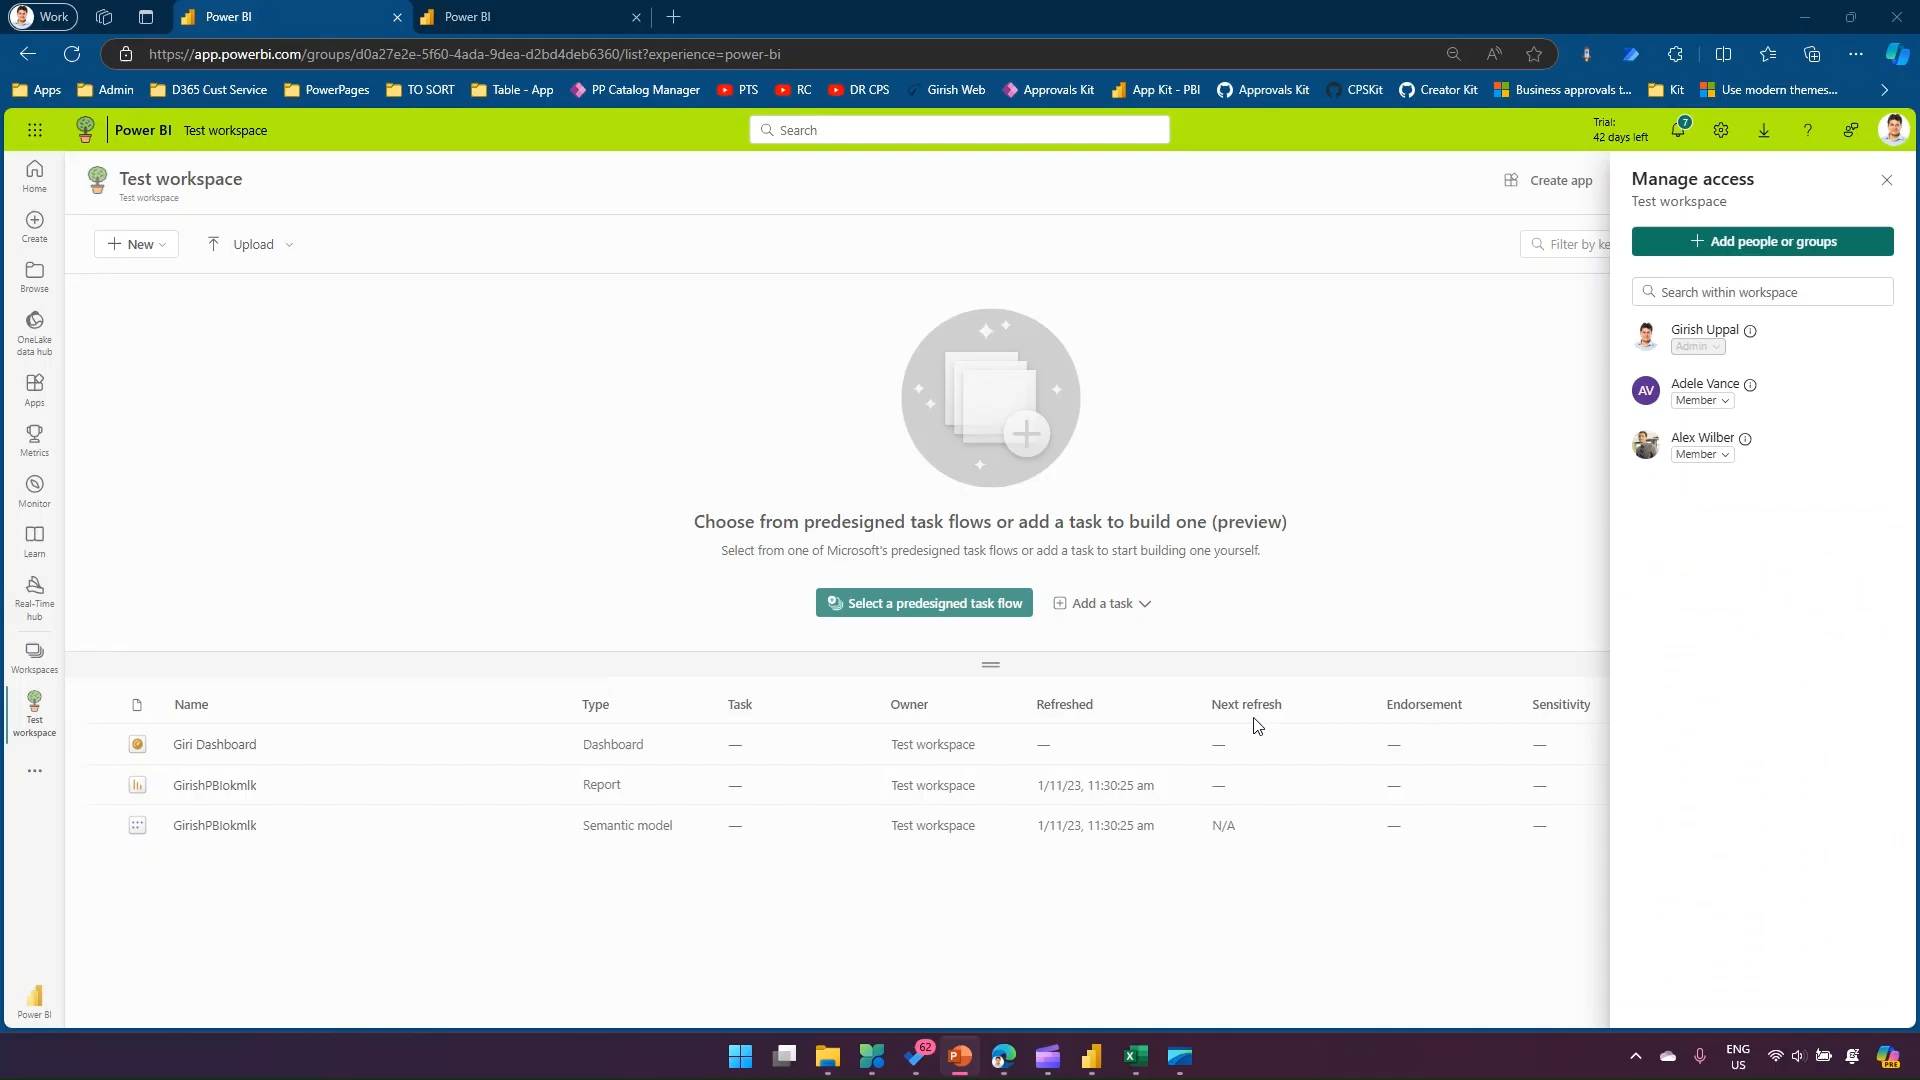 Work
Power BI
Power BI
https://app.powerbi.com/groups/d0a27e2e-5f60-4ada-9dea-d2bd4deb6360/list?experience=power-bi
Apps
Admin
D365 Cust Service
PowerPages
TO SORT
Table - App
PP Catalog Manager
PTS
RC
DR CPS
Girish Web
Approvals Kit
App Kit - PBI
Approvals Kit
CPSKit
Creator Kit
Business approvals t...
Kit
Use modern themes...
Power BI
Test workspace
Search
Trial:
42 days left
7
Home
Create
Browse
OneLake
data hub
Apps
Metrics
Monitor
Learn
Real-Time
hub
Workspaces
Test
workspace
Power BI
Test workspace
Test workspace
Create app
New
Upload
Filter by ke
Choose from predesigned task flows or add a task to build one (preview)
Select from one of Microsoft's predesigned task flows or add a task to start building one yourself.
Select a predesigned task flow
Add a task
Name Type Task Owner Refreshed Next refresh Endorsement Sensitivity
Giri Dashboard Dashboard — Test workspace — — — —
GirishPBIokmlk Report — Test workspace 1/11/23, 11:30:25 am — — —
GirishPBIokmlk Semantic model — Test workspace 1/11/23, 11:30:25 am N/A — —
Manage access
Test workspace
Add people or groups
Search within workspace
Girish Uppal
Admin
AV
Adele Vance
Member
Alex Wilber
Member
62
ENG
US
PRE